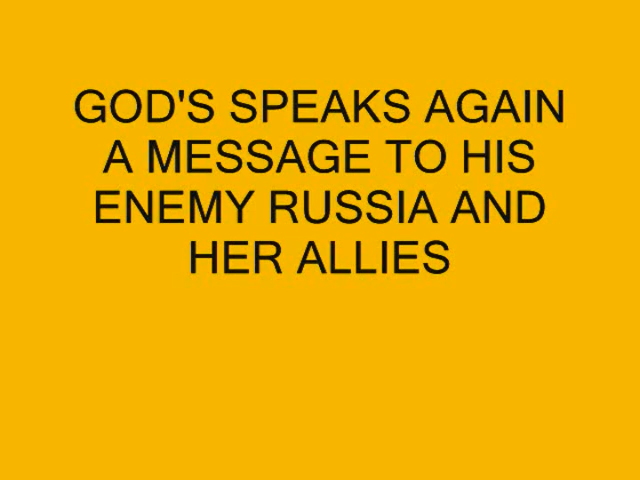 GOD'S SPEAKS AGAIN
A MESSAGE TO HIS
ENEMY RUSSIA AND
HER ALLIES